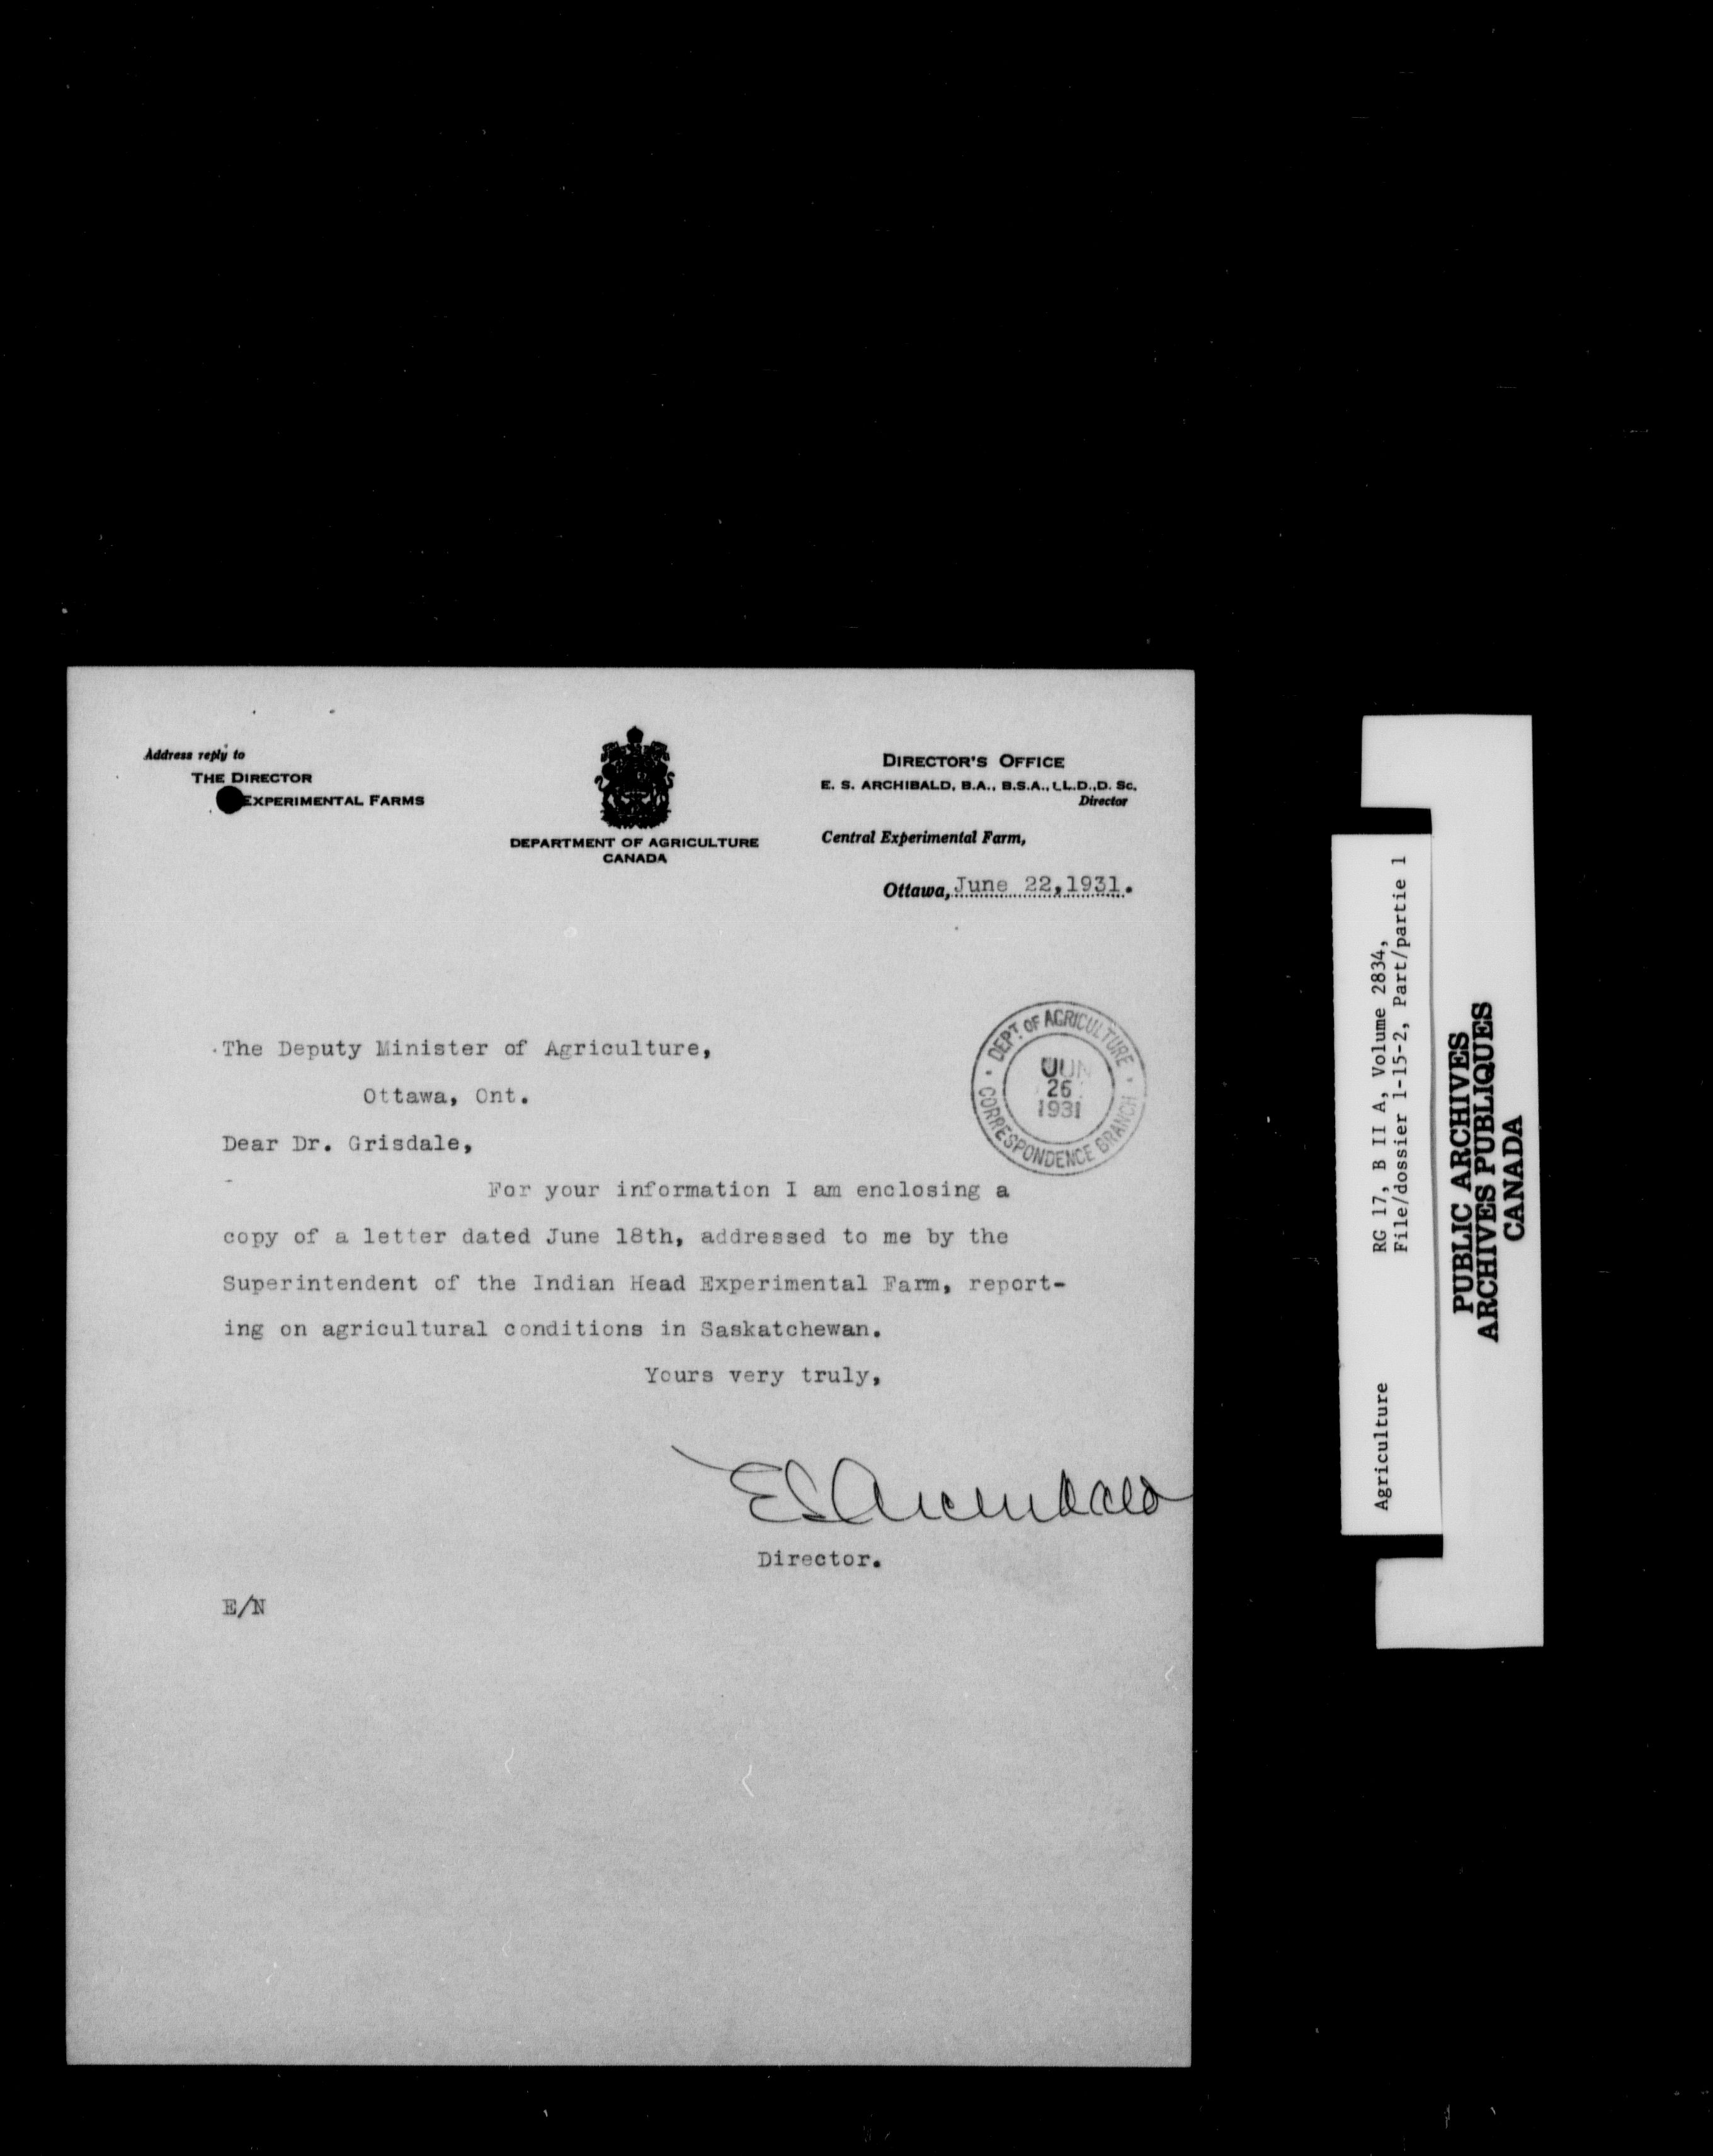 Address reply to
THE DIRECTOR
EXPERIMENTAL FARMS
DEPARTMENT OF AGRICULTURE
CANADA
DIRECTOR'S OFFICE
E. S. ARCHIBALD, B.A., B.S.A., LL.D., D. Sc.
Director
Central Experimental Farm,
Ottawa, June 22, 1931.
DEPT. OF AGRICULTURE
JUN
26
1931
CORRESPONDENCE BRANCH
The Deputy Minister of Agriculture,
Ottawa, Ont.
Dear Dr. Grisdale,
For your information I am enclosing a
copy of a letter dated June 18th, addressed to me by the
Superintendent of the Indian Head Experimental Farm, report-
ing on agricultural conditions in Saskatchewan.
Yours very truly,
ESArchibald
Director.
E/N
Agriculture RG 17, B II A, Volume 2834,
File/dossier 1-15-2, Part/partie 1
PUBLIC ARCHIVES
ARCHIVES PUBLIQUES
CANADA